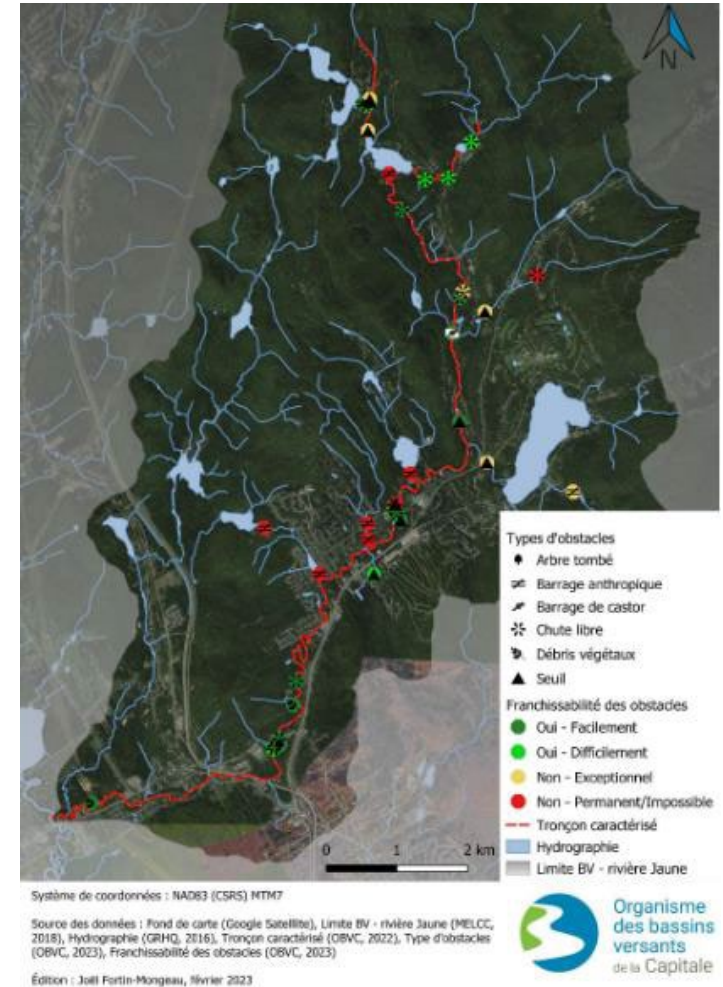 N
Types d'obstacles
Arbre tombé
Barrage anthropique
Barrage de castor
Chute libre
Débris végétaux
Seuil
Franchissabilité des obstacles
Oui - Facilement
Oui - Difficilement
Non - Exceptionnel
Non - Permanent/Impossible
Tronçon caractérisé
Hydrographie
Limite BV - rivière Jaune
0 1 2 km
Système de coordonnées : NAD83 (CSRS) MTM7
Source des données : Fond de carte (Google Satellite), Limite BV - rivière Jaune (MELCC,
2018), Hydrographie (GRHQ, 2016), Tronçon caractérisé (OBVC, 2022), Type d'obstacles
(OBVC, 2023), Franchissabilité des obstacles (OBVC, 2023)
Édition : Joël Fortin-Mongeau, février 2023
Organisme
des bassins
versants
de la Capitale